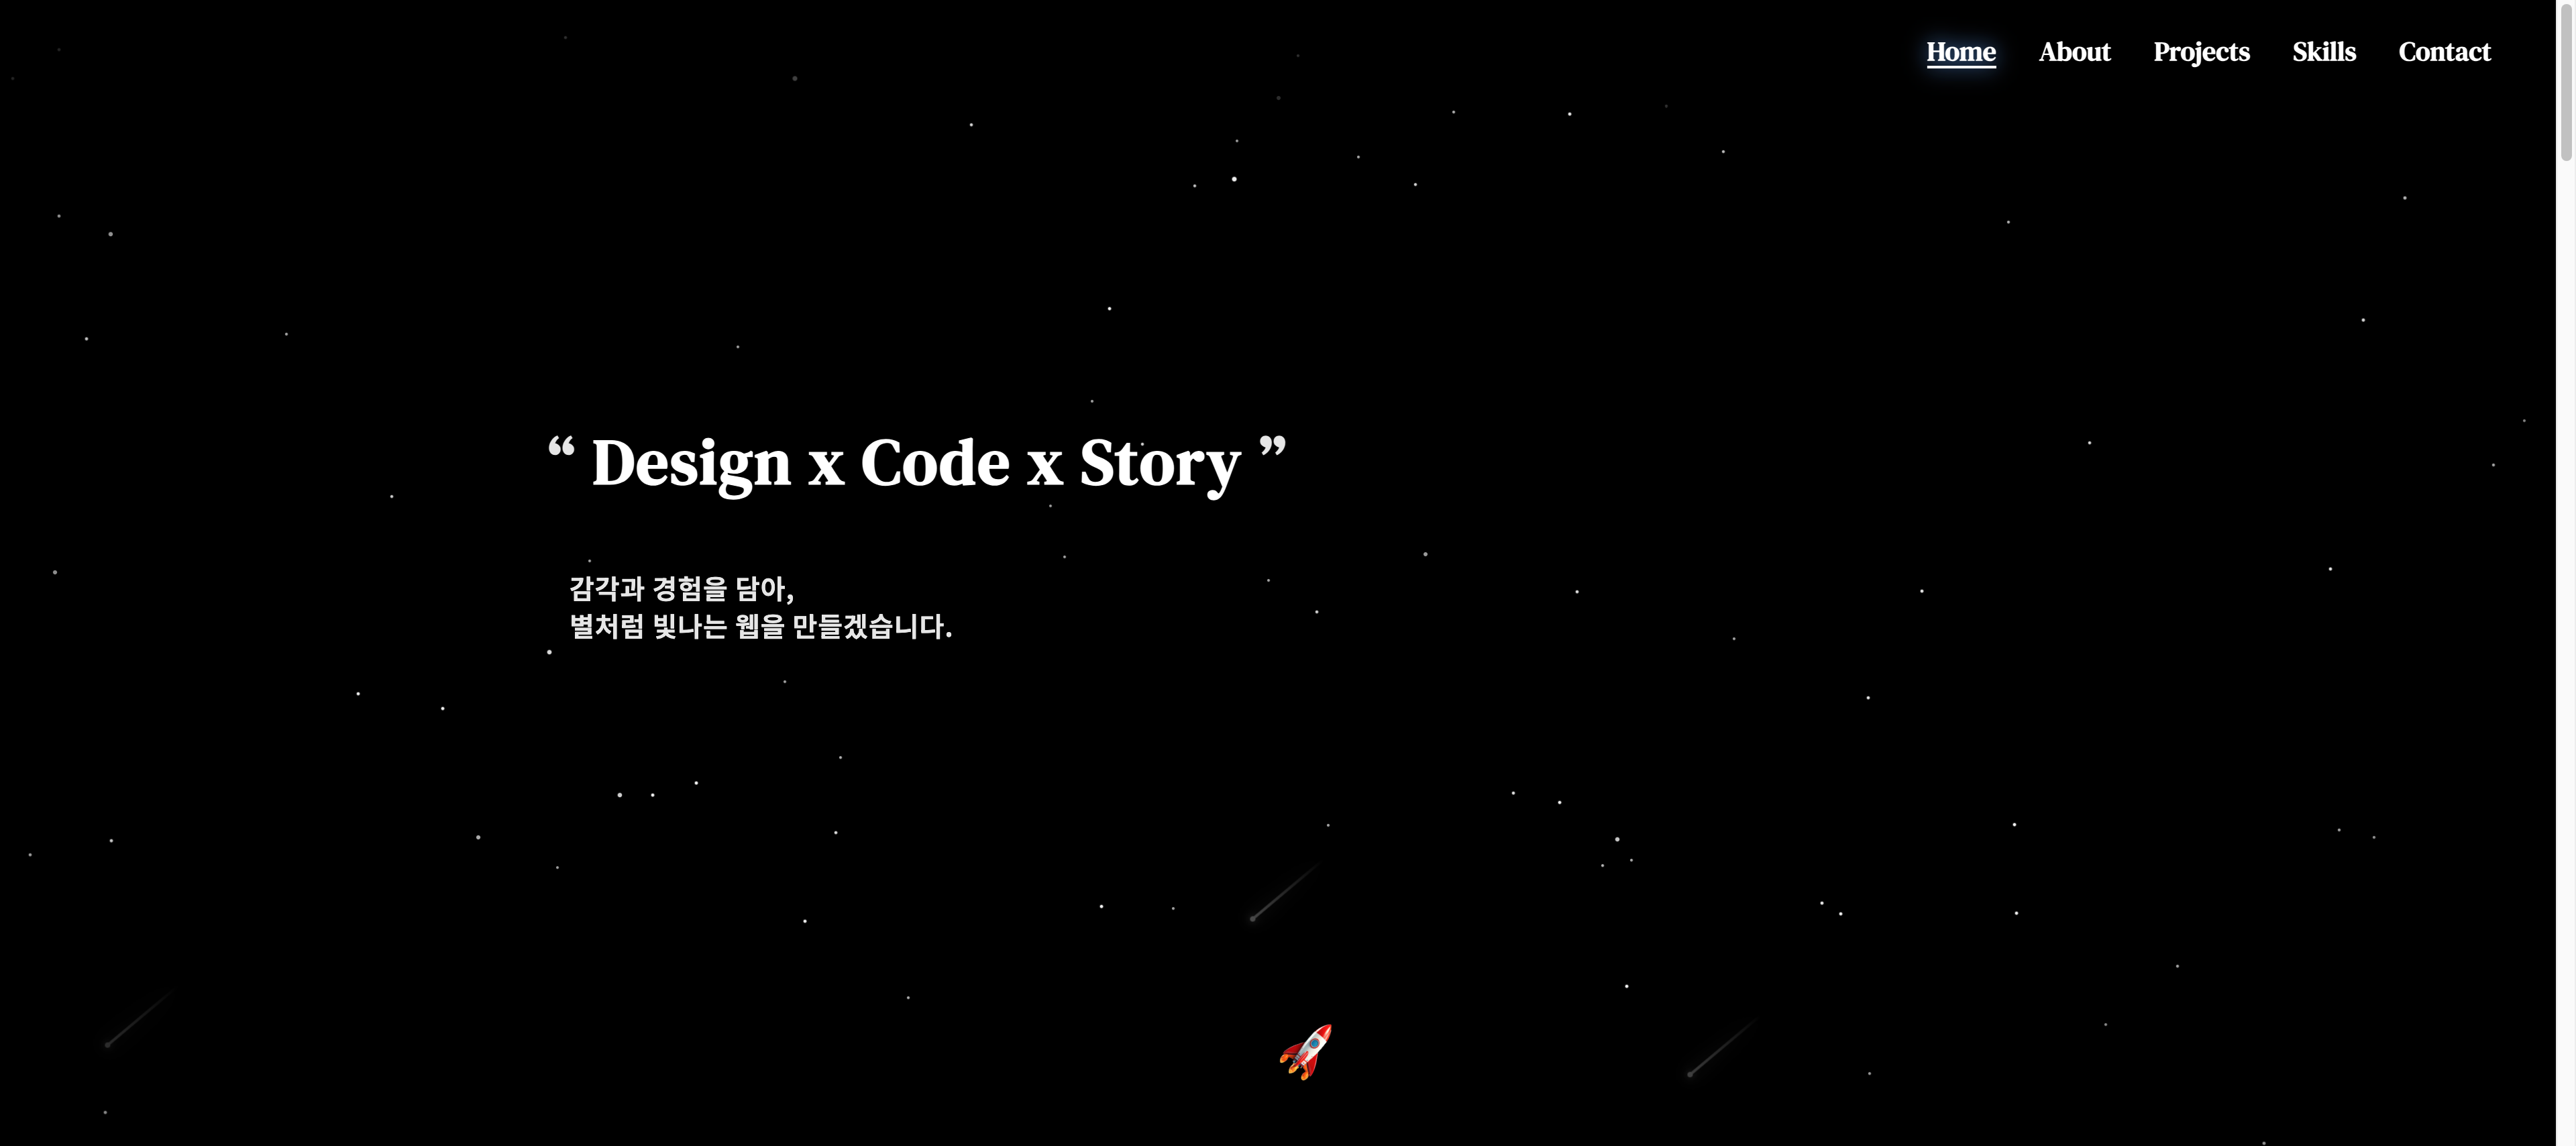 Home About Projects Skills Contact
“ Design x Code x Story ”
감각과 경험을 담아,
별처럼 빛나는 웹을 만들겠습니다.